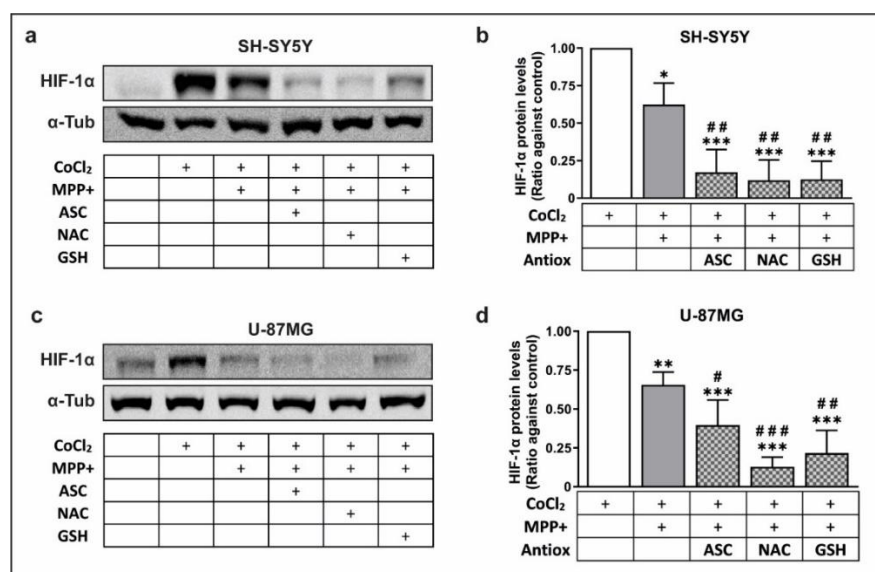 a
SH-SY5Y
HIF-1α
α-Tub
CoCl₂ + + + + +
MPP+ + + + +
ASC +
NAC +
GSH +
b
SH-SY5Y
HIF-1α protein levels
(Ratio against control)
1.00
0.75
0.50
0.25
0
*
##
***
##
***
##
***
CoCl₂ + + + + +
MPP+ + + + +
Antiox ASC NAC GSH
c
U-87MG
HIF-1α
α-Tub
CoCl₂ + + + + +
MPP+ + + + +
ASC +
NAC +
GSH +
d
U-87MG
HIF-1α protein levels
(Ratio against control)
1.00
0.75
0.50
0.25
0
**
#
***
###
***
##
***
CoCl₂ + + + + +
MPP+ + + + +
Antiox ASC NAC GSH